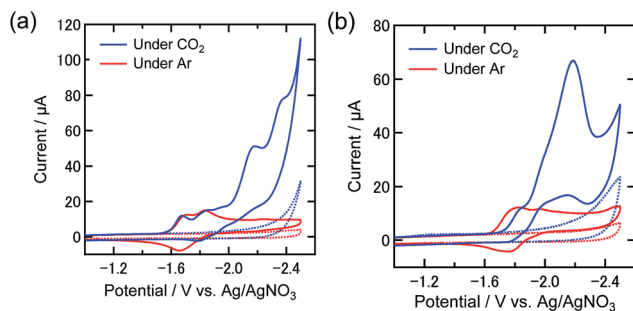 (a)
120
100
80
60
40
20
0
Current / μA
Under CO2
Under Ar
−1.2 −1.6 −2.0 −2.4
Potential / V vs. Ag/AgNO3
(b)
80
60
40
20
0
Current / μA
Under CO2
Under Ar
−1.2 −1.6 −2.0 −2.4
Potential / V vs. Ag/AgNO3